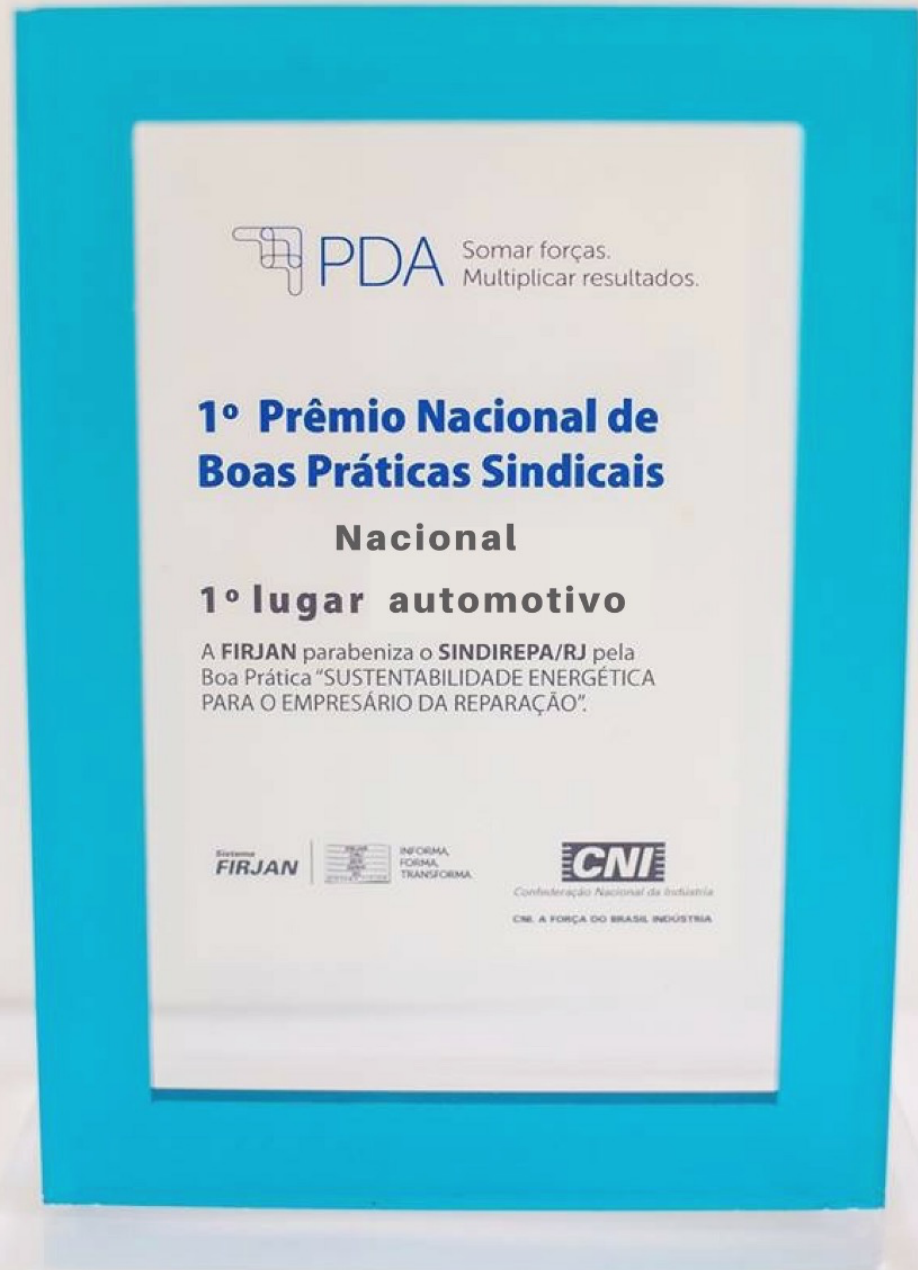 PDA
Somar forças.
Multiplicar resultados.
1º Prêmio Nacional de
Boas Práticas Sindicais
Nacional
1º lugar automotivo
A FIRJAN parabeniza o SINDIREPA/RJ pela
Boa Prática “SUSTENTABILIDADE ENERGÉTICA
PARA O EMPRESÁRIO DA REPARAÇÃO”.
Sistema
FIRJAN
INFORMA,
FORMA,
TRANSFORMA.
CNI
Confederação Nacional da Indústria
CNI. A FORÇA DO BRASIL INDÚSTRIA